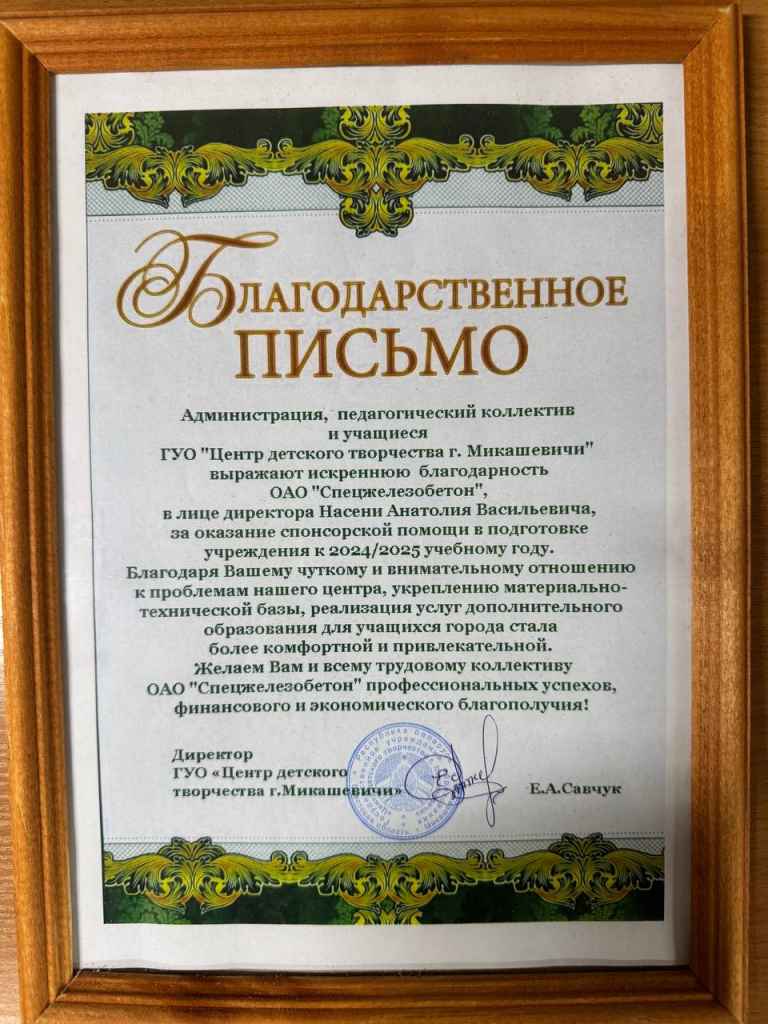 Благодарственное
письмо
Администрация, педагогический коллектив
и учащиеся
ГУО "Центр детского творчества г. Микашевичи"
выражают искреннюю благодарность
ОАО "Спецжелезобетон",
в лице директора Насени Анатолия Васильевича,
за оказание спонсорской помощи в подготовке
учреждения к 2024/2025 учебному году.
Благодаря Вашему чуткому и внимательному отношению
к проблемам нашего центра, укреплению материально-
технической базы, реализация услуг дополнительного
образования для учащихся города стала
более комфортной и привлекательной.
Желаем Вам и всему трудовому коллективу
ОАО "Спецжелезобетон" профессиональных успехов,
финансового и экономического благополучия!
Директор
ГУО «Центр детского
творчества г.Микашевичи»
Е.А.Савчук